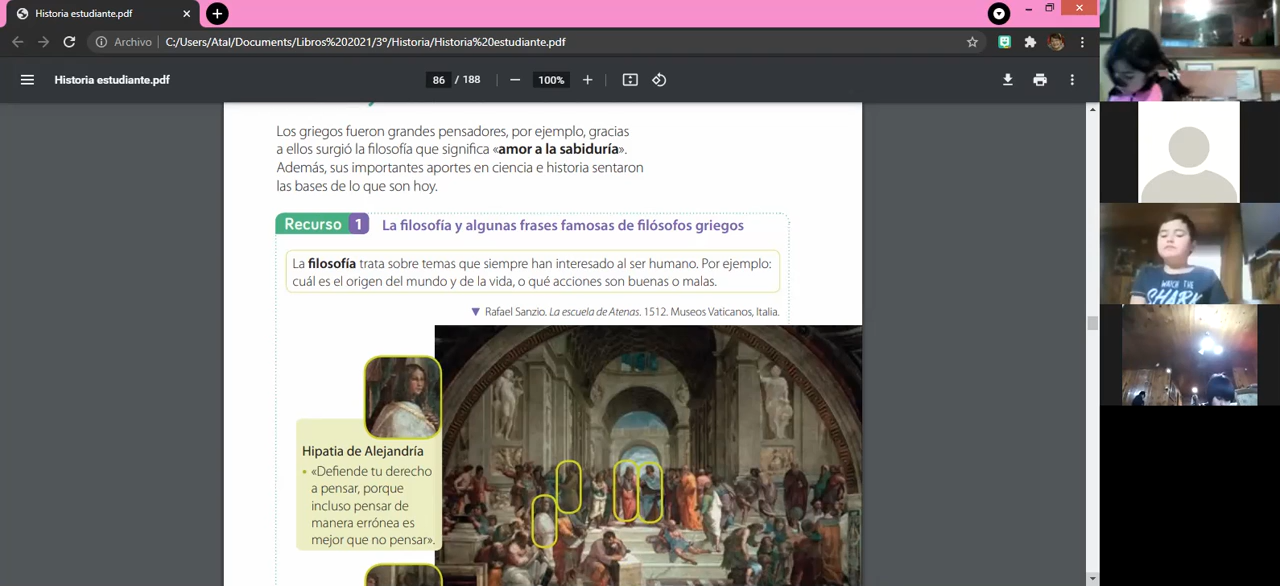 Historia estudiante.pdf
Archivo
C:/Users/Atal/Documents/Libros%202021/3º/Historia/Historia%20estudiante.pdf
Historia estudiante.pdf
86 / 188
100%
Los griegos fueron grandes pensadores, por ejemplo, gracias
a ellos surgió la filosofía que significa «amor a la sabiduría».
Además, sus importantes aportes en ciencia e historia sentaron
las bases de lo que son hoy.
Recurso 1 La filosofía y algunas frases famosas de filósofos griegos
La filosofía trata sobre temas que siempre han interesado al ser humano. Por ejemplo:
cuál es el origen del mundo y de la vida, o qué acciones son buenas o malas.
Rafael Sanzio. La escuela de Atenas. 1512. Museos Vaticanos, Italia.
Hipatia de Alejandría
• «Defiende tu derecho
a pensar, porque
incluso pensar de
manera errónea es
mejor que no pensar».
WATCH THE
SHARK